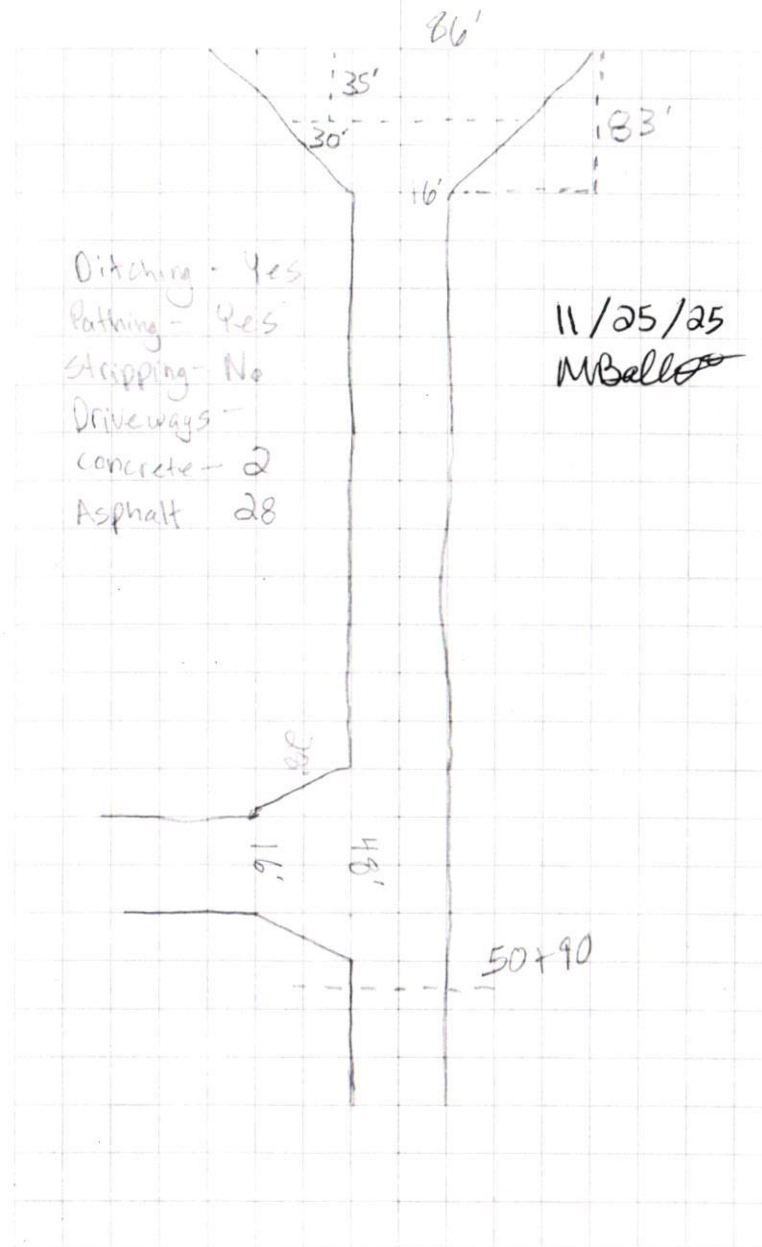 86'
35'
30'
83'
16'
Ditching - Yes
Pathing - Yes
Stripping - No
Driveways -
concrete - 2
Asphalt 28
11/25/25
16'
48'
50+90